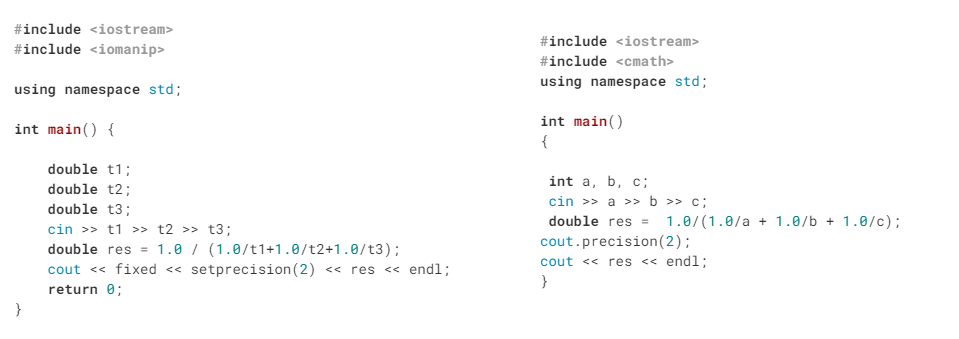 #include <iostream>
#include <iomanip>
using namespace std;
int main() {
double t1;
double t2;
double t3;
cin >> t1 >> t2 >> t3;
double res = 1.0 / (1.0/t1+1.0/t2+1.0/t3);
cout << fixed << setprecision(2) << res << endl;
return 0;
}
#include <iostream>
#include <cmath>
using namespace std;
int main()
{
int a, b, c;
cin >> a >> b >> c;
double res =  1.0/(1.0/a + 1.0/b + 1.0/c);
cout.precision(2);
cout << res << endl;
}